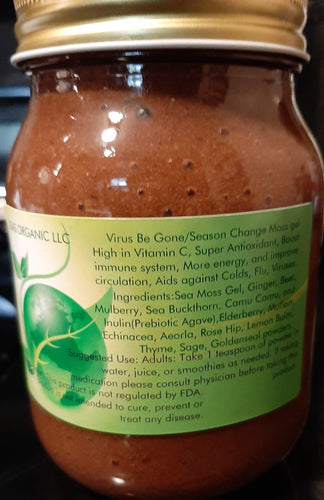 ORGANIC LLC
Virus Be Gone/Season Change Moss gel
High in Vitamin C, Super Antioxidant, Boost
immune system, More energy, and improve
circulation, Aids against Colds, Flu, Viruses
Ingredients:Sea Moss Gel, Ginger, Beet,
Mulberry, Sea Buckthorn, Camu Camu,
Inulin(Prebiotic Agave),Elderberry, Mullein,
Echinacea, Aeorla, Rose Hip, Lemon Balm,
Thyme, Sage, Goldenseal powders
Suggested Use: Adults: Take 1 teaspoon of powder in
water, juice, or smoothies as needed. If taking
medication please consult physician before taking this
product.
product is not regulated by FDA.
is not intended to cure, prevent or
treat any disease.